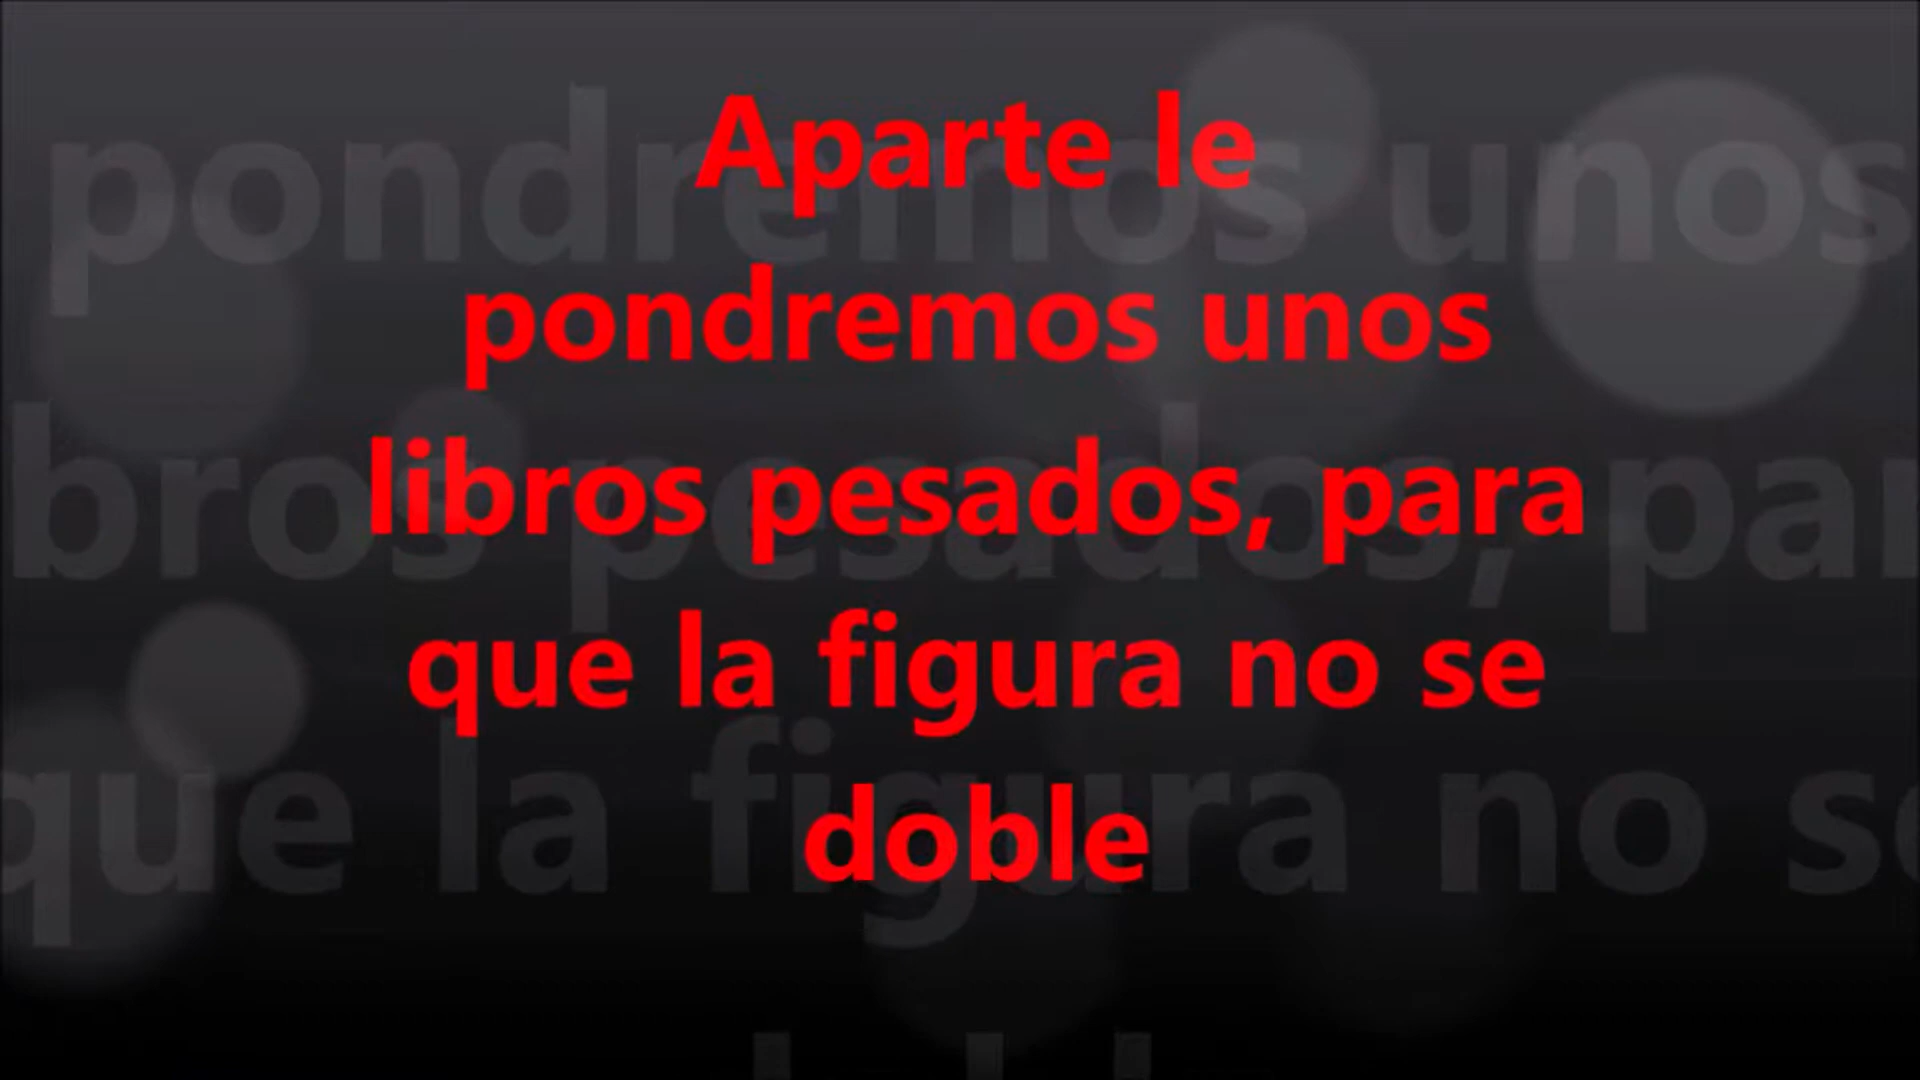 Aparte le
pondremos unos
libros pesados, para
que la figura no se
doble